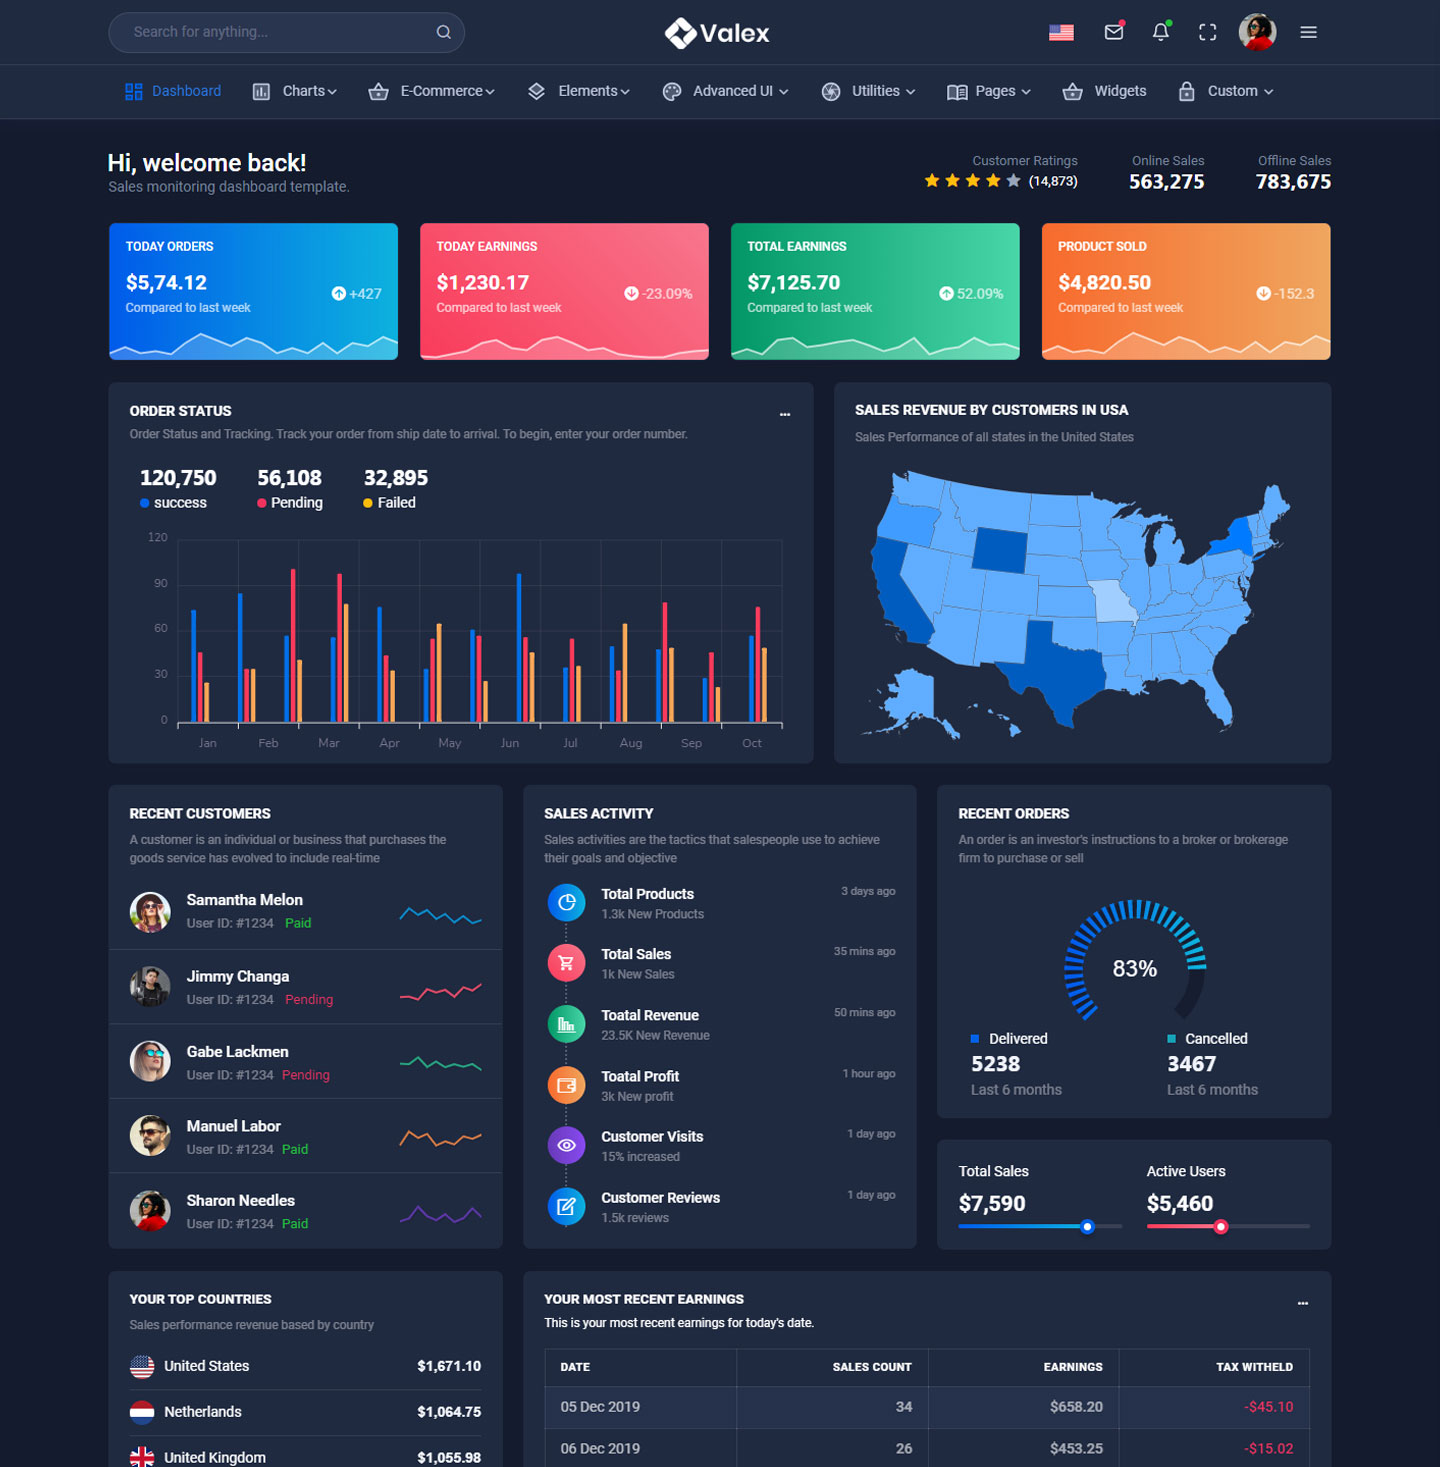 Search for anything...
Valex
Dashboard
Charts
E-Commerce
Elements
Advanced UI
Utilities
Pages
Widgets
Custom
Hi, welcome back!
Sales monitoring dashboard template.
Customer Ratings
(14,873)
Online Sales
563,275
Offline Sales
783,675
TODAY ORDERS
$5,74.12
Compared to last week
+427
TODAY EARNINGS
$1,230.17
Compared to last week
-23.09%
TOTAL EARNINGS
$7,125.70
Compared to last week
52.09%
PRODUCT SOLD
$4,820.50
Compared to last week
-152.3
ORDER STATUS
...
Order Status and Tracking. Track your order from ship date to arrival. To begin, enter your order number.
120,750
success
56,108
Pending
32,895
Failed
120
90
60
30
0
Jan
Feb
Mar
Apr
May
Jun
Jul
Aug
Sep
Oct
SALES REVENUE BY CUSTOMERS IN USA
Sales Performance of all states in the United States
RECENT CUSTOMERS
A customer is an individual or business that purchases the
goods service has evolved to include real-time
Samantha Melon
User ID: #1234 Paid
Jimmy Changa
User ID: #1234 Pending
Gabe Lackmen
User ID: #1234 Pending
Manuel Labor
User ID: #1234 Paid
Sharon Needles
User ID: #1234 Paid
SALES ACTIVITY
Sales activities are the tactics that salespeople use to achieve
their goals and objective
Total Products
3 days ago
1.3k New Products
Total Sales
35 mins ago
1k New Sales
Toatal Revenue
50 mins ago
23.5K New Revenue
Toatal Profit
1 hour ago
3k New profit
Customer Visits
1 day ago
15% increased
Customer Reviews
1 day ago
1.5k reviews
RECENT ORDERS
An order is an investor's instructions to a broker or brokerage
firm to purchase or sell
83%
Delivered
5238
Last 6 months
Cancelled
3467
Last 6 months
Total Sales
$7,590
Active Users
$5,460
YOUR TOP COUNTRIES
Sales performance revenue based by country
United States $1,671.10
Netherlands $1,064.75
United Kingdom $1,055.98
YOUR MOST RECENT EARNINGS
...
This is your most recent earnings for today's date.
DATE SALES COUNT EARNINGS TAX WITHELD
05 Dec 2019 34 $658.20 -$45.10
06 Dec 2019 26 $453.25 -$15.02